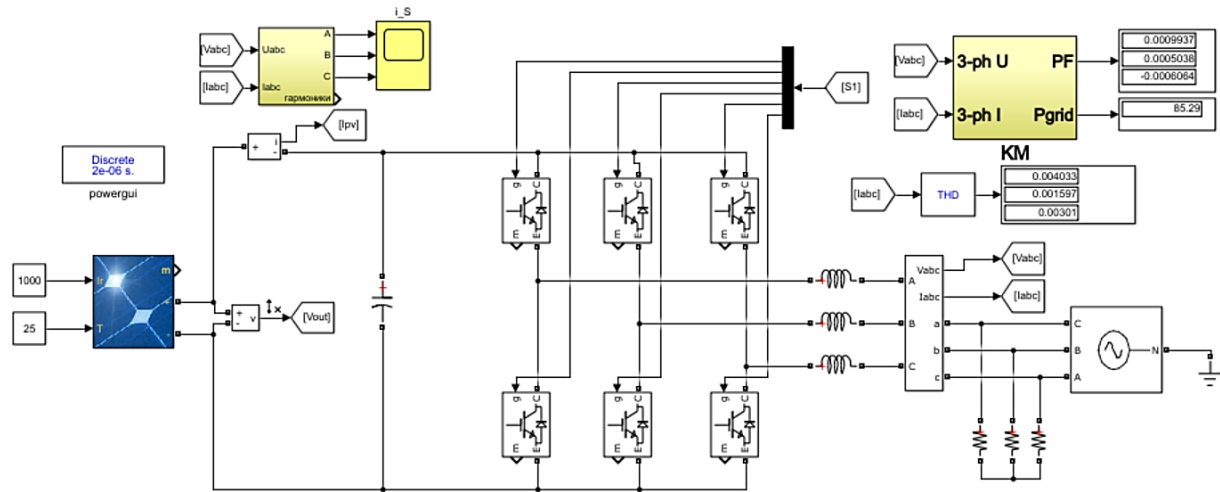 i_S
[Vabc]
Uabc
[Iabc]
Iabc
A
B
C
гармоники
[Ipv]
+
-
i
Discrete
2e-06 s.
powergui
1000
25
Ir
T
m
+
-
+
-
v
[Vout]
[S1]
g
C
m
E
g
C
m
E
g
C
m
E
g
C
m
E
g
C
m
E
g
C
m
E
[Vabc]
[Iabc]
3-ph U
PF
3-ph I
Pgrid
KM
0.0009937
0.0005038
-0.0006064
85.29
[Iabc]
THD
0.004033
0.001597
0.00301
Vabc
Iabc
A
B
C
a
b
c
[Vabc]
[Iabc]
C
B
A
N